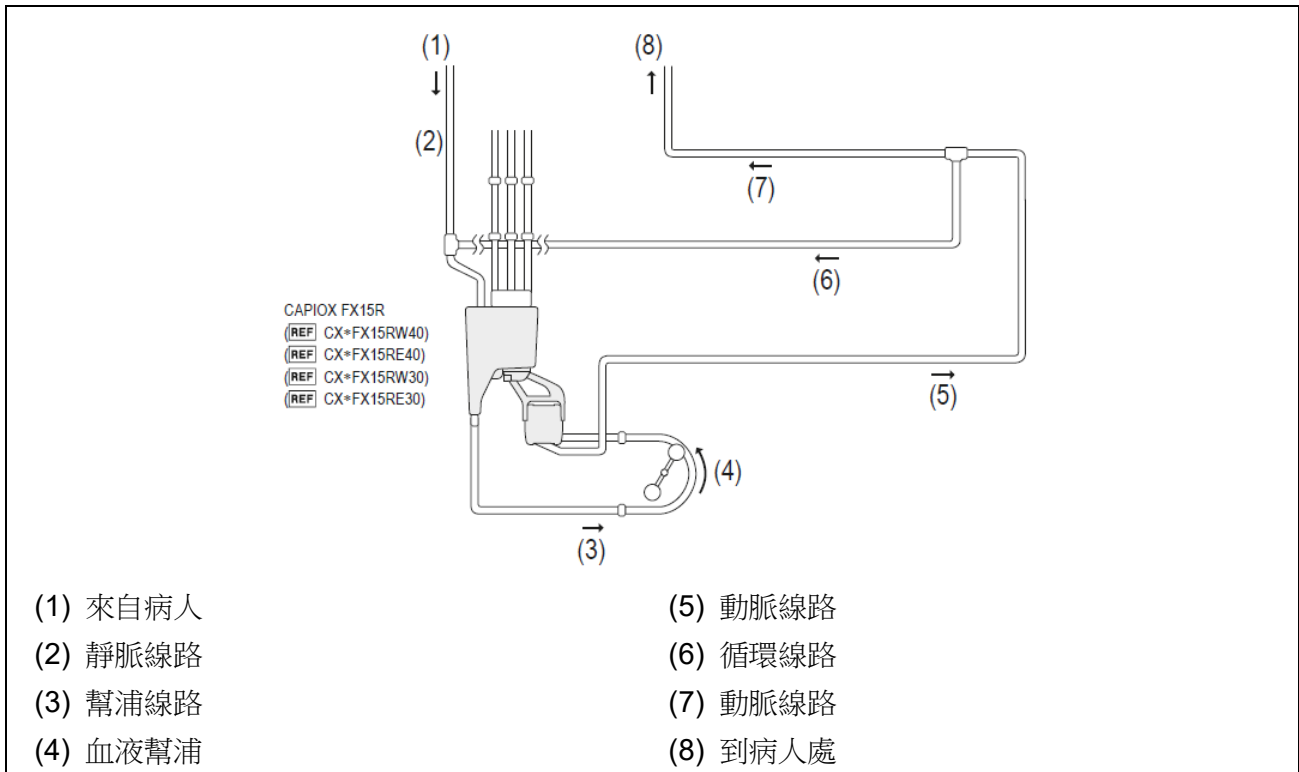 (1)
(8)
(2)
(7)
(6)
CAPIOX FX15R
(REF CX*FX15RW40)
(REF CX*FX15RE40)
(REF CX*FX15RW30)
(REF CX*FX15RE30)
(5)
(4)
(3)
(1) 來自病人
(2) 靜脈線路
(3) 幫浦線路
(4) 血液幫浦
(5) 動脈線路
(6) 循環線路
(7) 動脈線路
(8) 到病人處